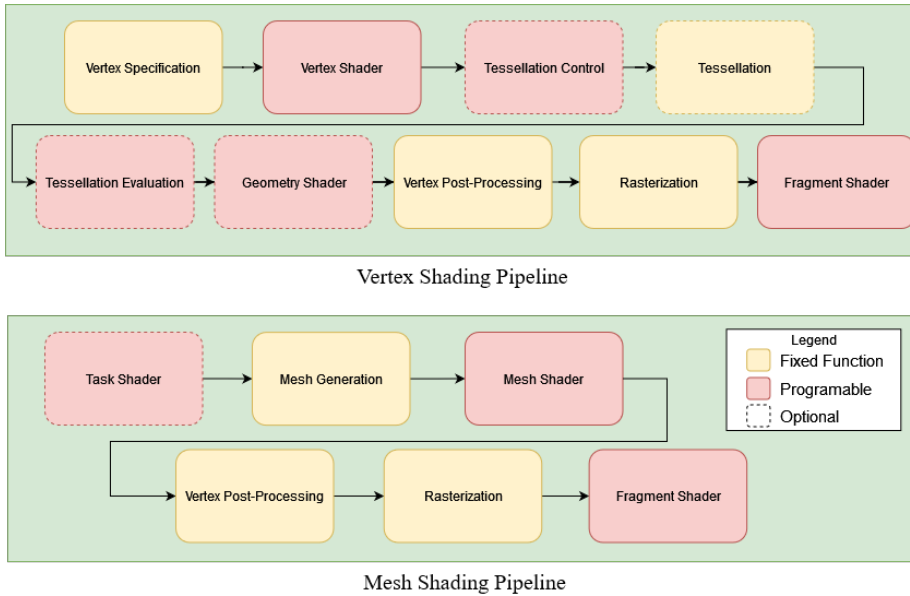 Vertex Specification
Vertex Shader
Tessellation Control
Tessellation
Tessellation Evaluation
Geometry Shader
Vertex Post-Processing
Rasterization
Fragment Shader
Vertex Shading Pipeline
Task Shader
Mesh Generation
Mesh Shader
Legend
Fixed Function
Programable
Optional
Vertex Post-Processing
Rasterization
Fragment Shader
Mesh Shading Pipeline